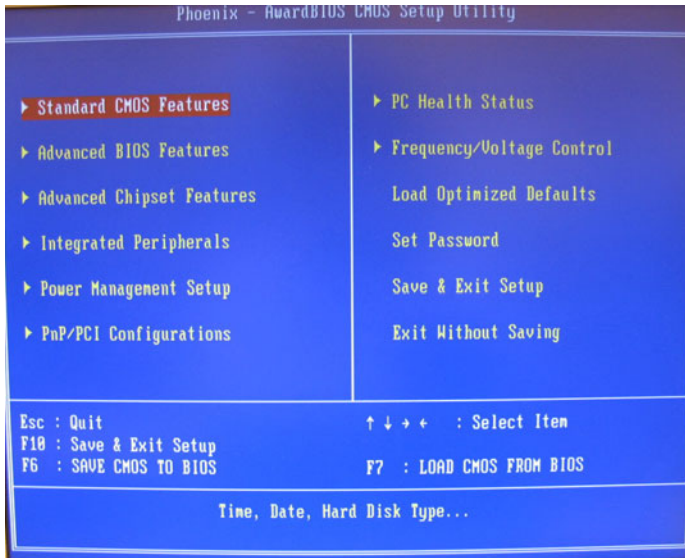 Phoenix - AwardBIOS CMOS Setup Utility
▶ Standard CMOS Features
▶ Advanced BIOS Features
▶ Advanced Chipset Features
▶ Integrated Peripherals
▶ Power Management Setup
▶ PnP/PCI Configurations
▶ PC Health Status
▶ Frequency/Voltage Control
Load Optimized Defaults
Set Password
Save & Exit Setup
Exit Without Saving
Esc : Quit
F10 : Save & Exit Setup
F6 : SAVE CMOS TO BIOS
↑ ↓ → ← : Select Item
F7 : LOAD CMOS FROM BIOS
Time, Date, Hard Disk Type...